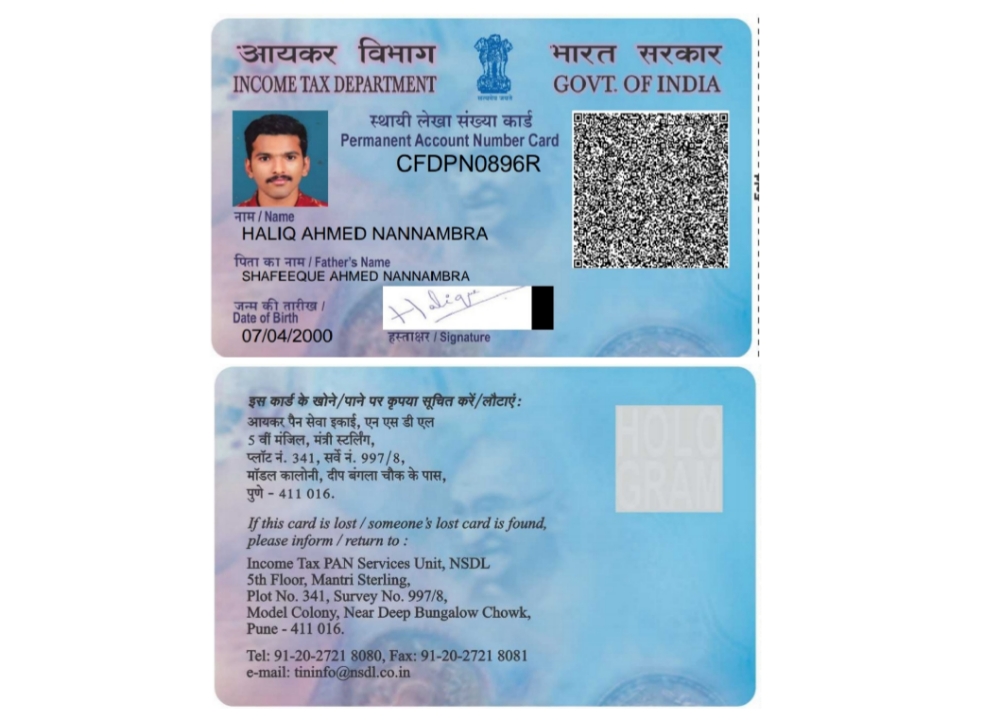 आयकर विभाग
INCOME TAX DEPARTMENT
सत्यमेव जयते
भारत सरकार
GOVT. OF INDIA
स्थायी लेखा संख्या कार्ड
Permanent Account Number Card
CFDPN0896R
नाम / Name
HALIQ AHMED NANNAMBRA
पिता का नाम / Father's Name
SHAFEEQUE AHMED NANNAMBRA
जन्म की तारीख /
Date of Birth
07/04/2000
Halique
हस्ताक्षर / Signature
इस कार्ड के खोने/पाने पर कृपया सूचित करें/लौटाएं :
आयकर पैन सेवा इकाई, एन एस डी एल
5 वीं मंजिल, मंत्री स्टर्लिंग,
प्लॉट नं. 341, सर्वे नं. 997/8,
मॉडल कालोनी, दीप बंगला चौक के पास,
पुणे - 411 016.
If this card is lost / someone's lost card is found,
please inform / return to :
Income Tax PAN Services Unit, NSDL
5th Floor, Mantri Sterling,
Plot No. 341, Survey No. 997/8,
Model Colony, Near Deep Bungalow Chowk,
Pune - 411 016.
Tel: 91-20-2721 8080, Fax: 91-20-2721 8081
e-mail: tininfo@nsdl.co.in
HOLO
GRAM